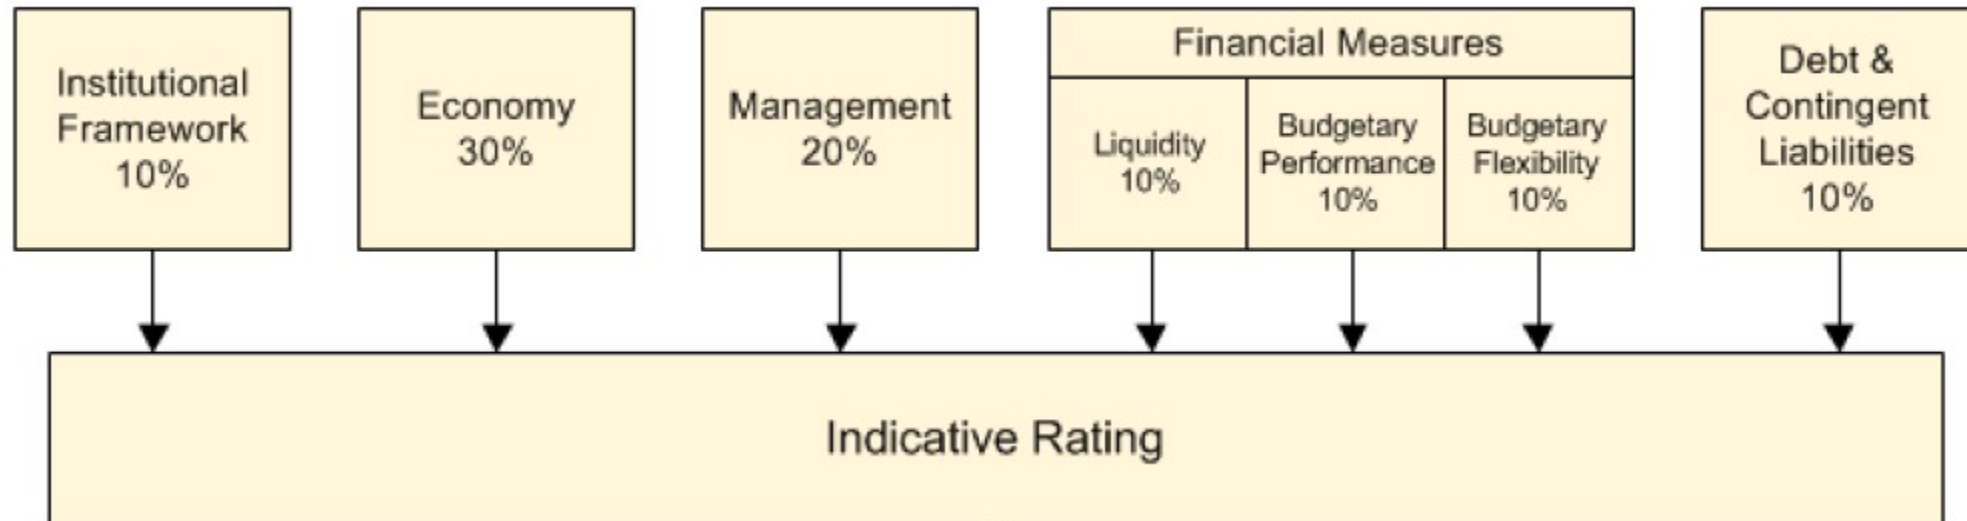 Institutional
Framework
10%
Economy
30%
Management
20%
Financial Measures
Liquidity
10%
Budgetary
Performance
10%
Budgetary
Flexibility
10%
Debt &
Contingent
Liabilities
10%
Indicative Rating